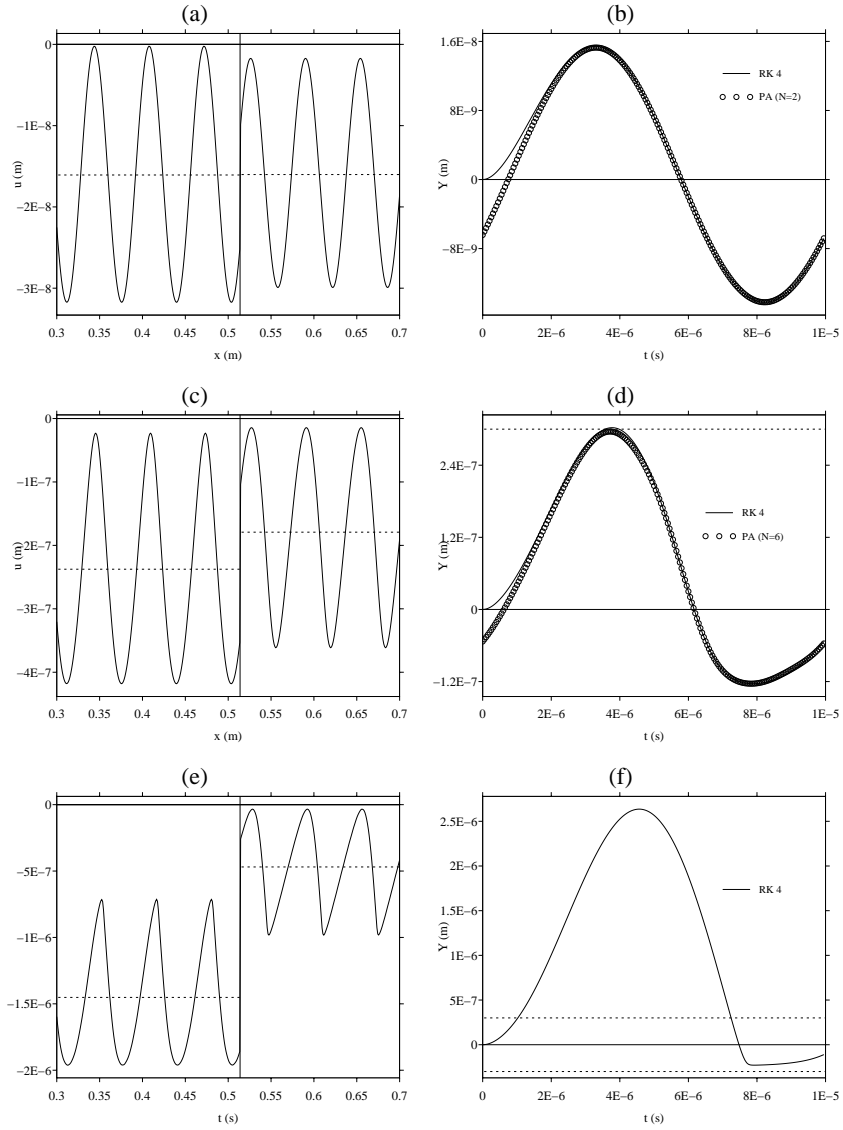 (a)
0
−1E−8
−2E−8
−3E−8
u (m)
0.3 0.35 0.4 0.45 0.5 0.55 0.6 0.65 0.7
x (m)
(b)
1.6E−8
8E−9
0
−8E−9
Y (m)
RK 4
PA (N=2)
0 2E−6 4E−6 6E−6 8E−6 1E−5
t (s)
(c)
0
−1E−7
−2E−7
−3E−7
−4E−7
u (m)
0.3 0.35 0.4 0.45 0.5 0.55 0.6 0.65 0.7
x (m)
(d)
2.4E−7
1.2E−7
0
−1.2E−7
Y (m)
RK 4
PA (N=6)
0 2E−6 4E−6 6E−6 8E−6 1E−5
t (s)
(e)
0
−5E−7
−1E−6
−1.5E−6
−2E−6
u (m)
0.3 0.35 0.4 0.45 0.5 0.55 0.6 0.65 0.7
t (s)
(f)
2.5E−6
2E−6
1.5E−6
1E−6
5E−7
0
Y (m)
RK 4
0 2E−6 4E−6 6E−6 8E−6 1E−5
t (s)